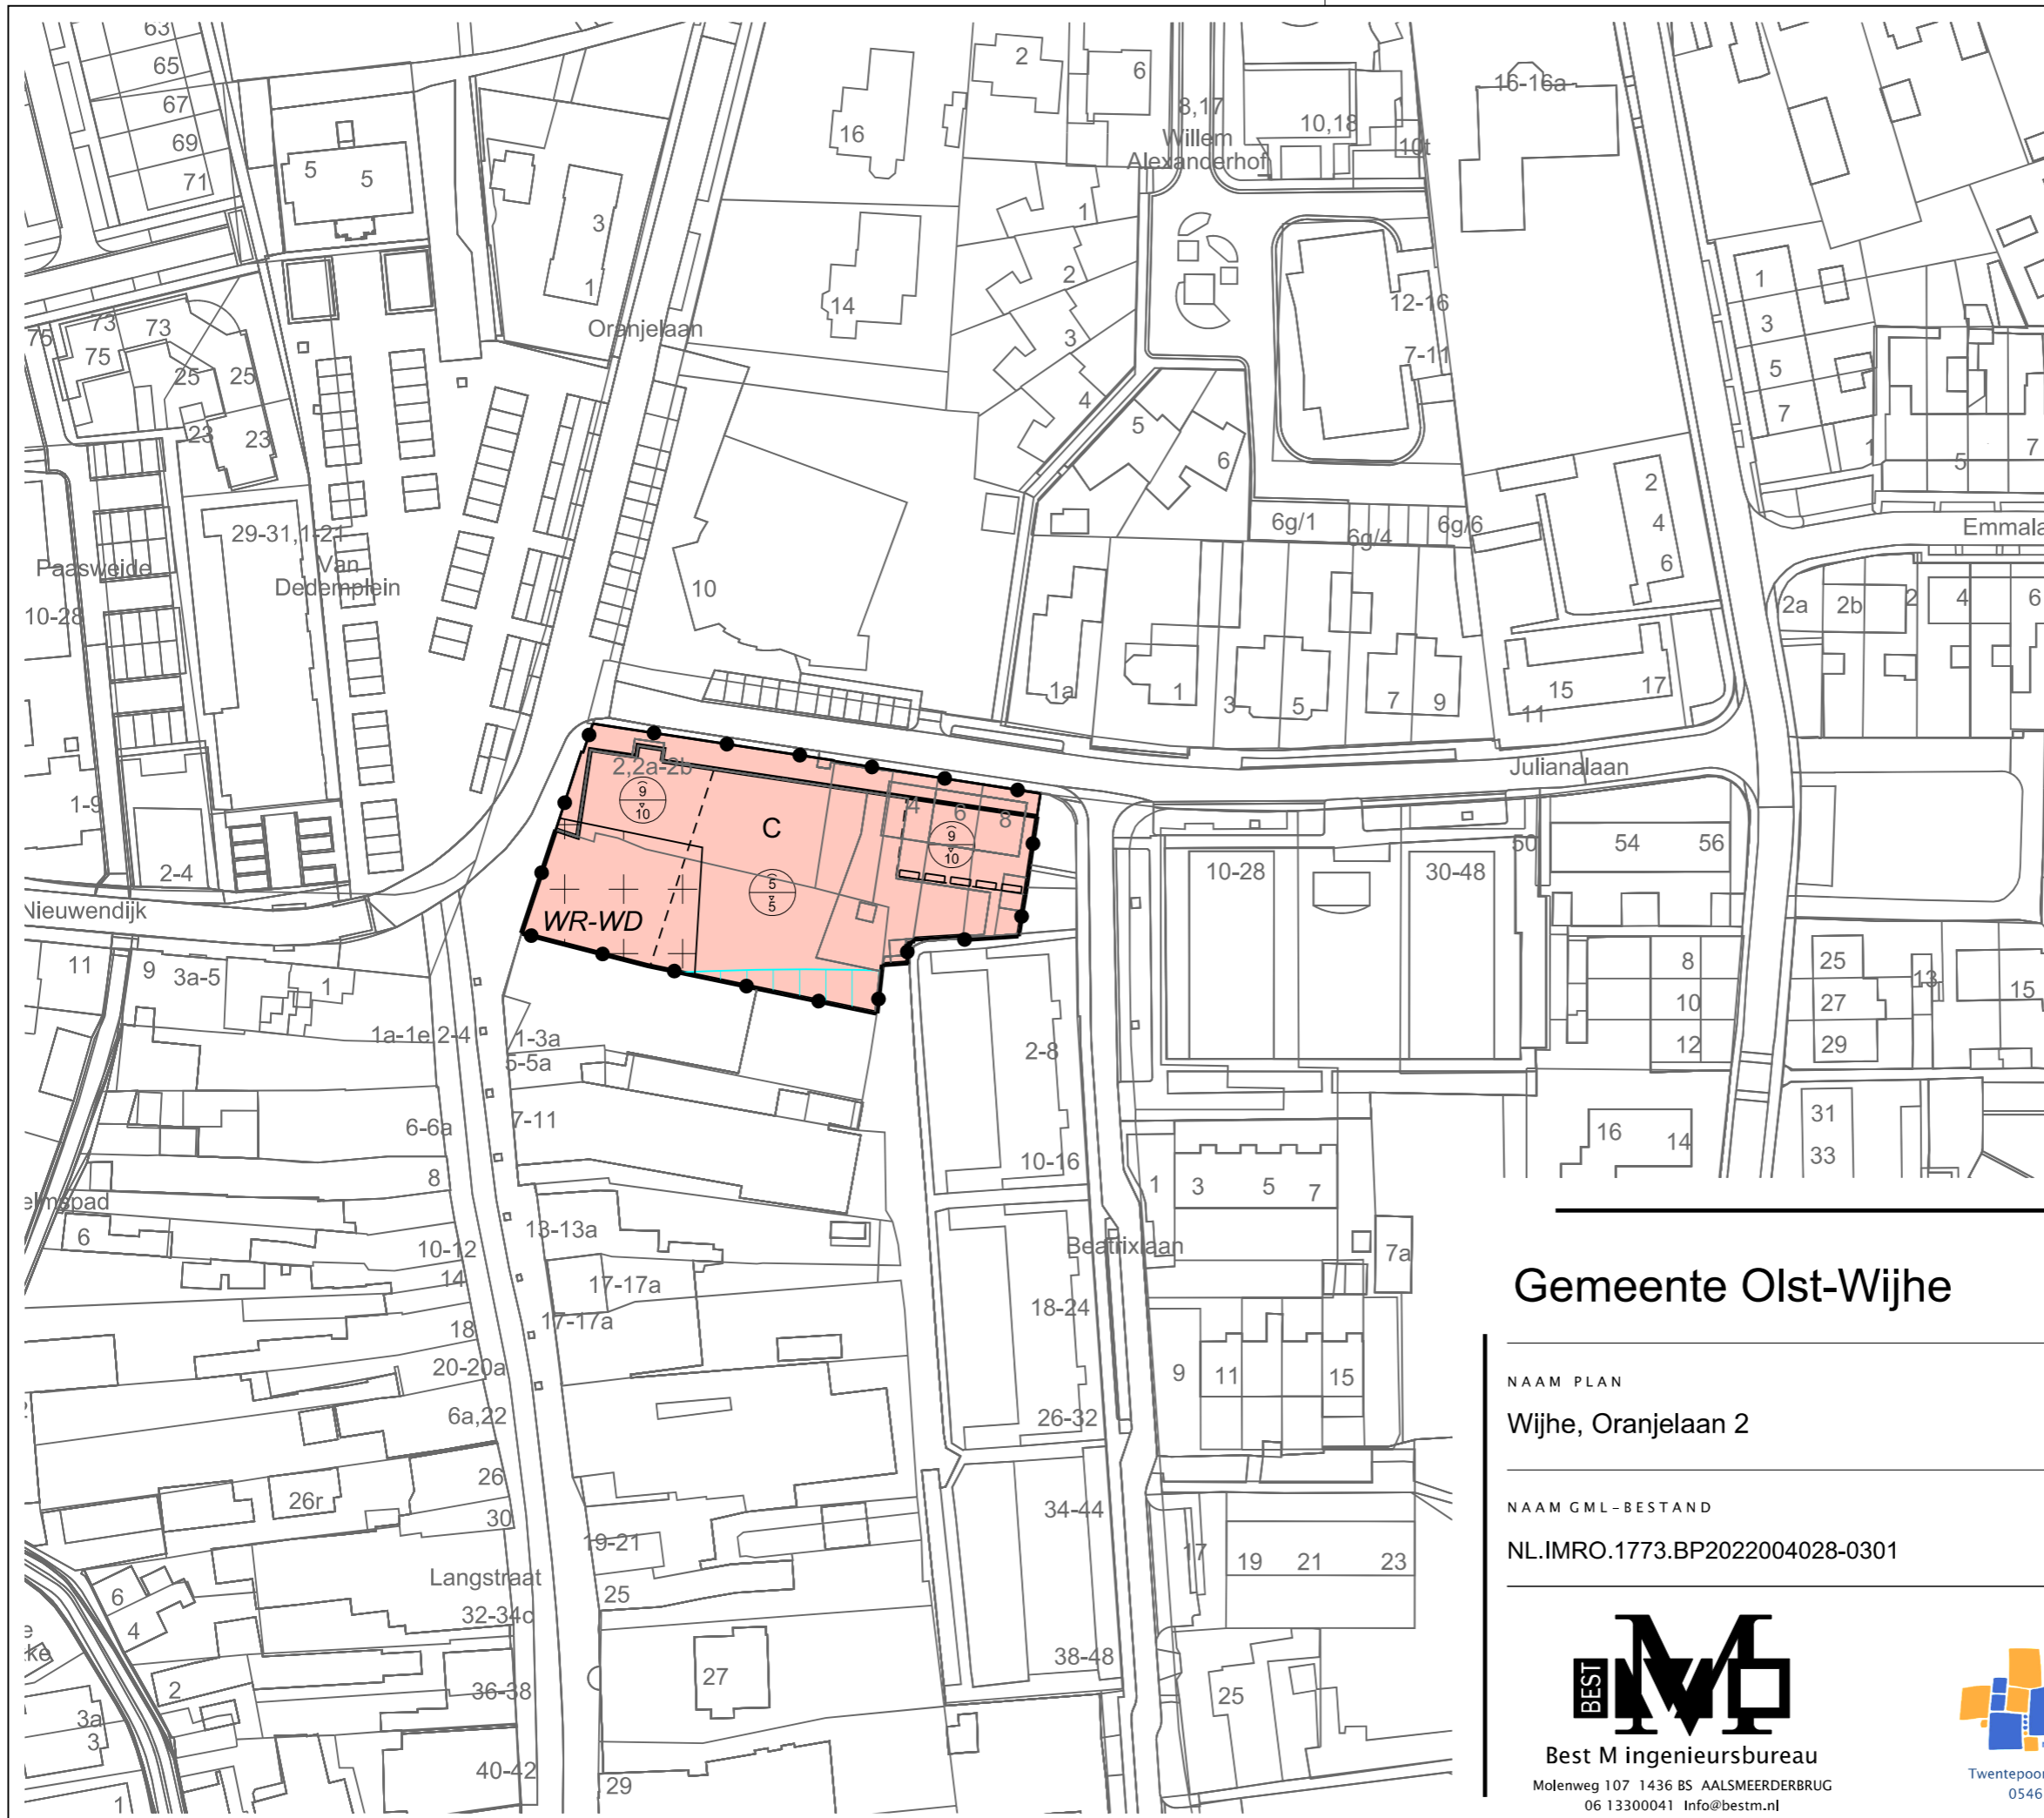 63
65
67
69
71
5
5
3
1
Oranjelaan
16
14
2
6
8,17
Willem
Alexanderhof
10,18
10t
16-16a
1
2
3
4
5
6
12-16
7-11
1
3
5
7
1
5
7
75
73
73
75
25
25
23
23
29-31,1-21
Van
Dedemplein
Paasweide
10-28
1-9
2-4
10
6g/1
6g/4
6g/6
2
4
6
Emmala
2a
2b
2
4
6
1a
1
3
5
7
9
15
17
11
Julianalaan
2,2a-2b
9
10
C
4
6
8
9
10
5
5
WR-WD
Nieuwendijk
11
9
3a-5
1
1a-1e
2-4
1-3a
5-5a
7-11
6-6a
8
elmspad
6
10-12
14
13-13a
17-17a
17-17a
18
20-20a
6a,22
26
26r
30
19-21
25
Langstraat
32-34c
6
4
2
3a
3
1
36-38
40-42
27
29
10-28
30-48
50
54
56
8
10
12
25
27
29
13
15
31
33
16
14
2-8
10-16
1
3
5
7
7a
Beatrixlaan
18-24
9
11
15
26-32
34-44
17
19
21
23
38-48
25
e
ke
Gemeente Olst-Wijhe
NAAM PLAN
Wijhe, Oranjelaan 2
NAAM GML-BESTAND
NL.IMRO.1773.BP2022004028-0301
BEST
M
Best M ingenieursbureau
Molenweg 107 1436 BS AALSMEERDERBRUG
06 13300041 Info@bestm.nl
Twentepoor
0546